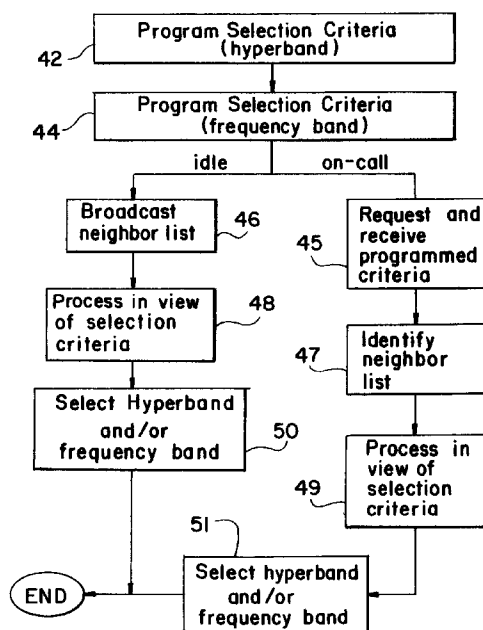 42
Program Selection Criteria
(hyperband)
44
Program Selection Criteria
(frequency band)
idle
on-call
Broadcast
neighbor list
46
Request and
receive
programmed
criteria
45
Process in view
of selection
criteria
48
Identify
neighbor
list
47
Select Hyperband
and/or
frequency band
50
Process in
view of
selection
criteria
49
51
Select hyperband
and/or
frequency band
END